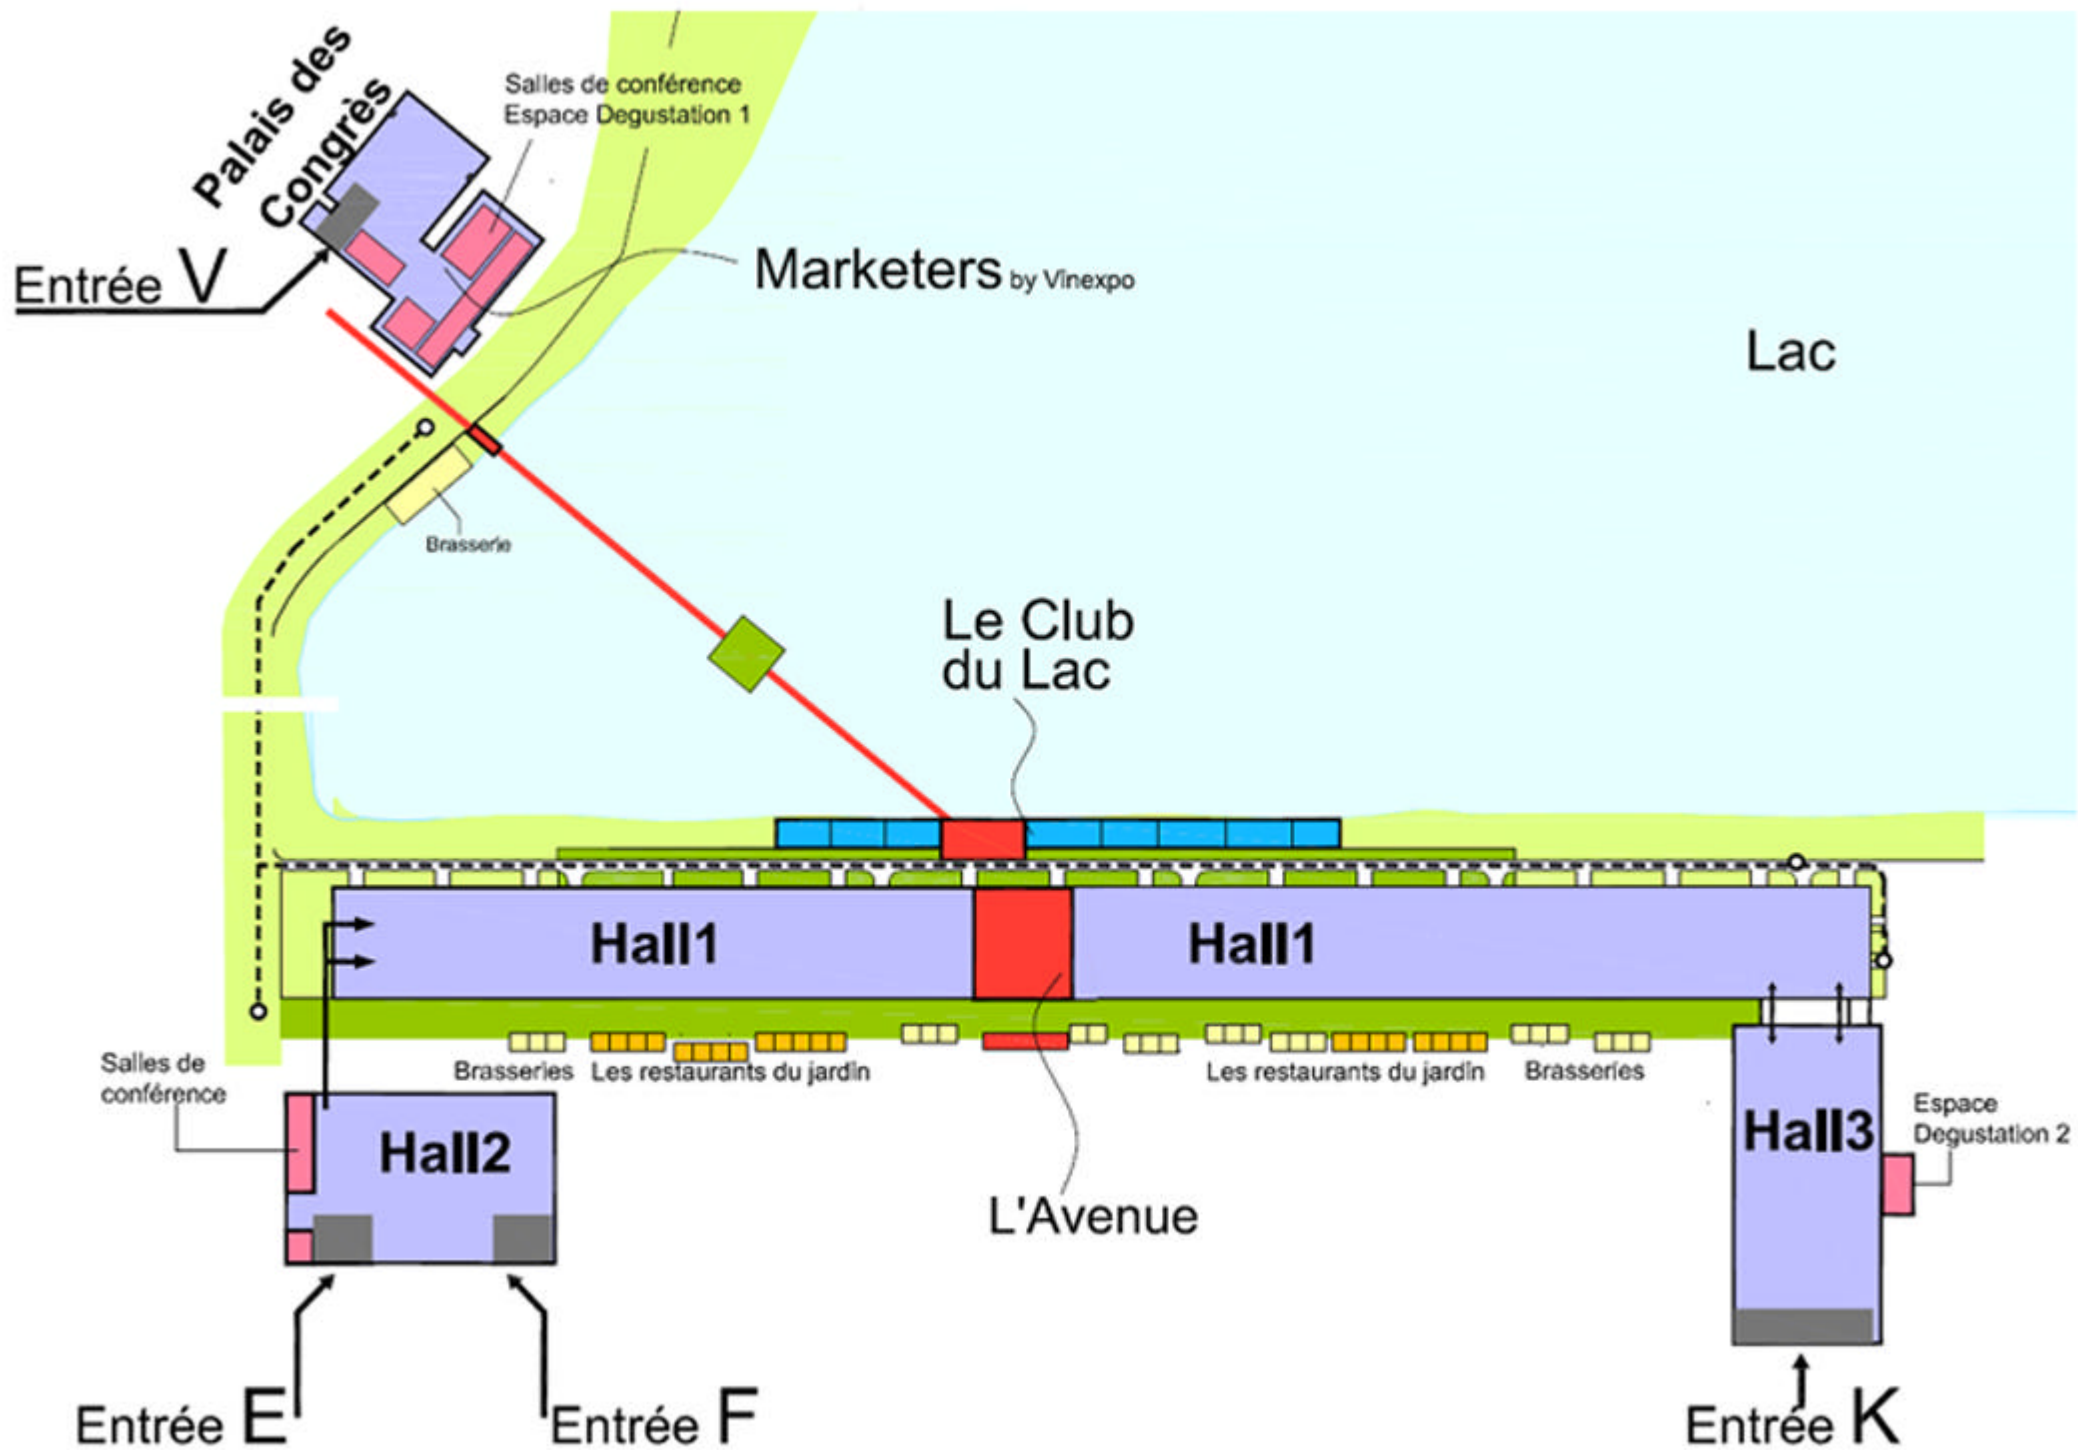 Palais des
Congrès
Salles de conférence
Espace Degustation 1
Entrée V
Marketers by Vinexpo
Lac
Brasserie
Le Club
du Lac
Hall1
Hall1
Salles de
conférence
Brasseries
Les restaurants du jardin
Les restaurants du jardin
Brasseries
Hall2
Hall3
Espace
Degustation 2
L'Avenue
Entrée E
Entrée F
Entrée K